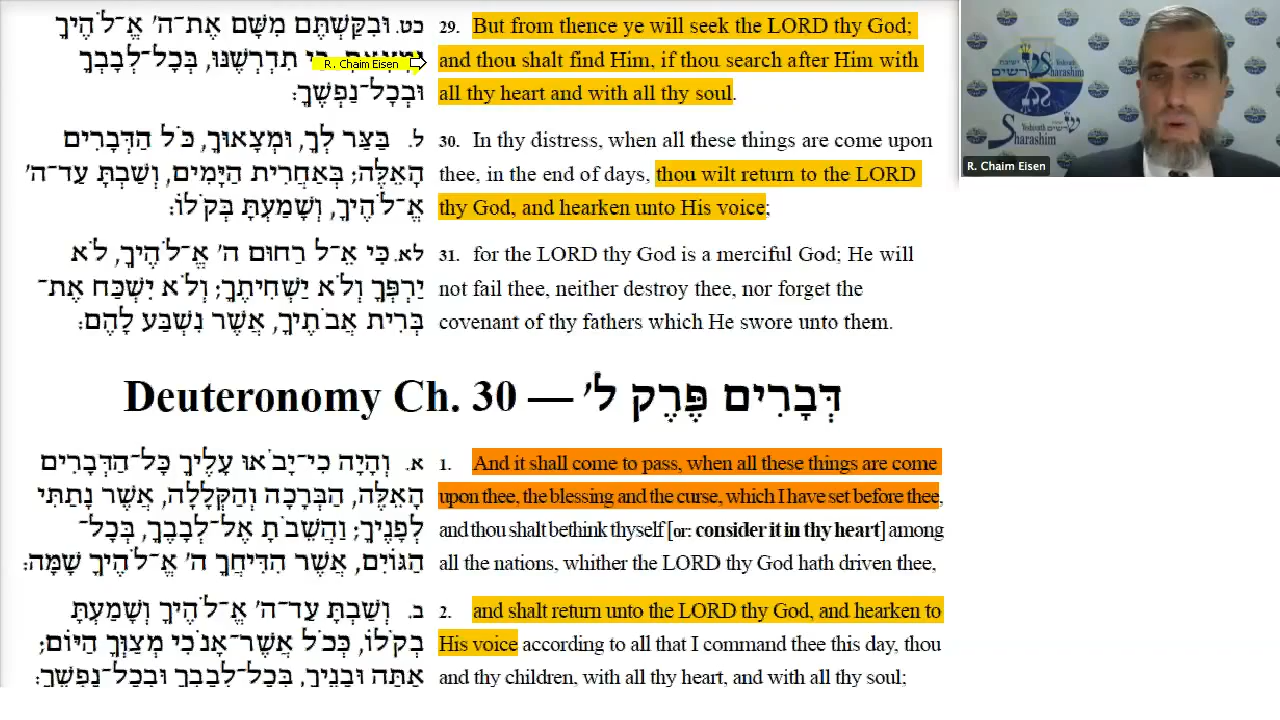 כט. וּבִקַּשְׁתֶּם מִשָּׁם אֶת־ה׳ אֱ־לֹהֶיךָ
תִדְרְשֶׁנּוּ, בְּכָל־לְבָבְךָ
וּבְכָל־נַפְשֶׁךָ:
29. But from thence ye will seek the LORD thy God;
and thou shalt find Him, if thou search after Him with
all thy heart and with all thy soul.
R. Chaim Eisen
ל. בַּצַּר לְךָ, וּמְצָאוּךָ, כֹּל הַדְּבָרִים
הָאֵלֶּה; בְּאַחֲרִית הַיָּמִים, וְשַׁבְתָּ עַד־ה׳
אֱ־לֹהֶיךָ, וְשָׁמַעְתָּ בְּקֹלוֹ:
30. In thy distress, when all these things are come upon
thee, in the end of days, thou wilt return to the LORD
thy God, and hearken unto His voice;
לא. כִּי אֵ־ל רַחוּם ה׳ אֱ־לֹהֶיךָ, לֹא
יַרְפְּךָ וְלֹא יַשְׁחִיתֶךָ; וְלֹא יִשְׁכַּח אֶת־
בְּרִית אֲבֹתֶיךָ, אֲשֶׁר נִשְׁבַּע לָהֶם:
31. for the LORD thy God is a merciful God; He will
not fail thee, neither destroy thee, nor forget the
covenant of thy fathers which He swore unto them.
Deuteronomy Ch. 30 — דְּבָרִים פֶּרֶק ל׳
א. וְהָיָה כִי־יָבֹאוּ עָלֶיךָ כָּל־הַדְּבָרִים
הָאֵלֶּה, הַבְּרָכָה וְהַקְּלָלָה, אֲשֶׁר נָתַתִּי
לְפָנֶיךָ; וַהֲשֵׁבֹתָ אֶל־לְבָבֶךָ, בְּכָל־
הַגּוֹיִם, אֲשֶׁר הִדִּיחֲךָ ה׳ אֱ־לֹהֶיךָ שָׁמָּה:
1. And it shall come to pass, when all these things are come
upon thee, the blessing and the curse, which I have set before thee,
and thou shalt bethink thyself [or: consider it in thy heart] among
all the nations, whither the LORD thy God hath driven thee,
ב. וְשַׁבְתָּ עַד־ה׳ אֱ־לֹהֶיךָ וְשָׁמַעְתָּ
בְקֹלוֹ, כְּכֹל אֲשֶׁר־אָנֹכִי מְצַוְּךָ הַיּוֹם;
אַתָּה וּבָנֶיךָ, בְּכָל־לְבָבְךָ וּבְכָל־נַפְשֶׁךָ:
2. and shalt return unto the LORD thy God, and hearken to
His voice according to all that I command thee this day, thou
and thy children, with all thy heart, and with all thy soul;
Yeshivath
Sharashim
Yeshivath
Sharashim
R. Chaim Eisen